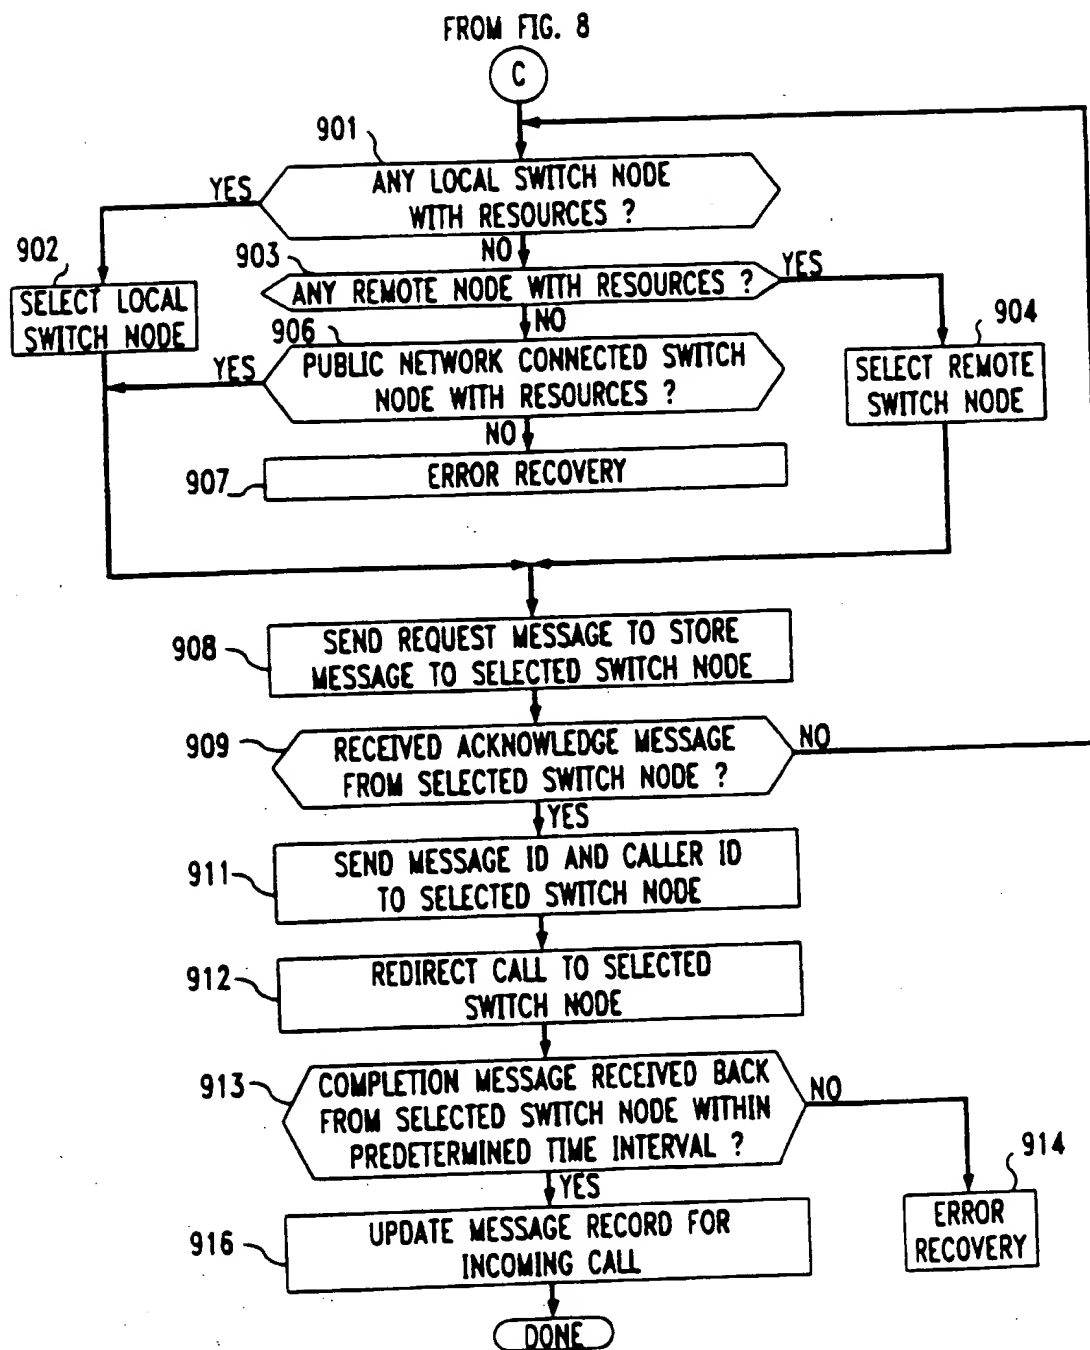 FROM FIG. 8
C
901
ANY LOCAL SWITCH NODE
WITH RESOURCES ?
YES
NO
902
SELECT LOCAL
SWITCH NODE
903
ANY REMOTE NODE WITH RESOURCES ?
YES
NO
904
SELECT REMOTE
SWITCH NODE
906
PUBLIC NETWORK CONNECTED SWITCH
NODE WITH RESOURCES ?
YES
NO
907
ERROR RECOVERY
908
SEND REQUEST MESSAGE TO STORE
MESSAGE TO SELECTED SWITCH NODE
909
RECEIVED ACKNOWLEDGE MESSAGE
FROM SELECTED SWITCH NODE ?
NO
YES
911
SEND MESSAGE ID AND CALLER ID
TO SELECTED SWITCH NODE
912
REDIRECT CALL TO SELECTED
SWITCH NODE
913
COMPLETION MESSAGE RECEIVED BACK
FROM SELECTED SWITCH NODE WITHIN
PREDETERMINED TIME INTERVAL ?
NO
YES
914
ERROR
RECOVERY
916
UPDATE MESSAGE RECORD FOR
INCOMING CALL
DONE